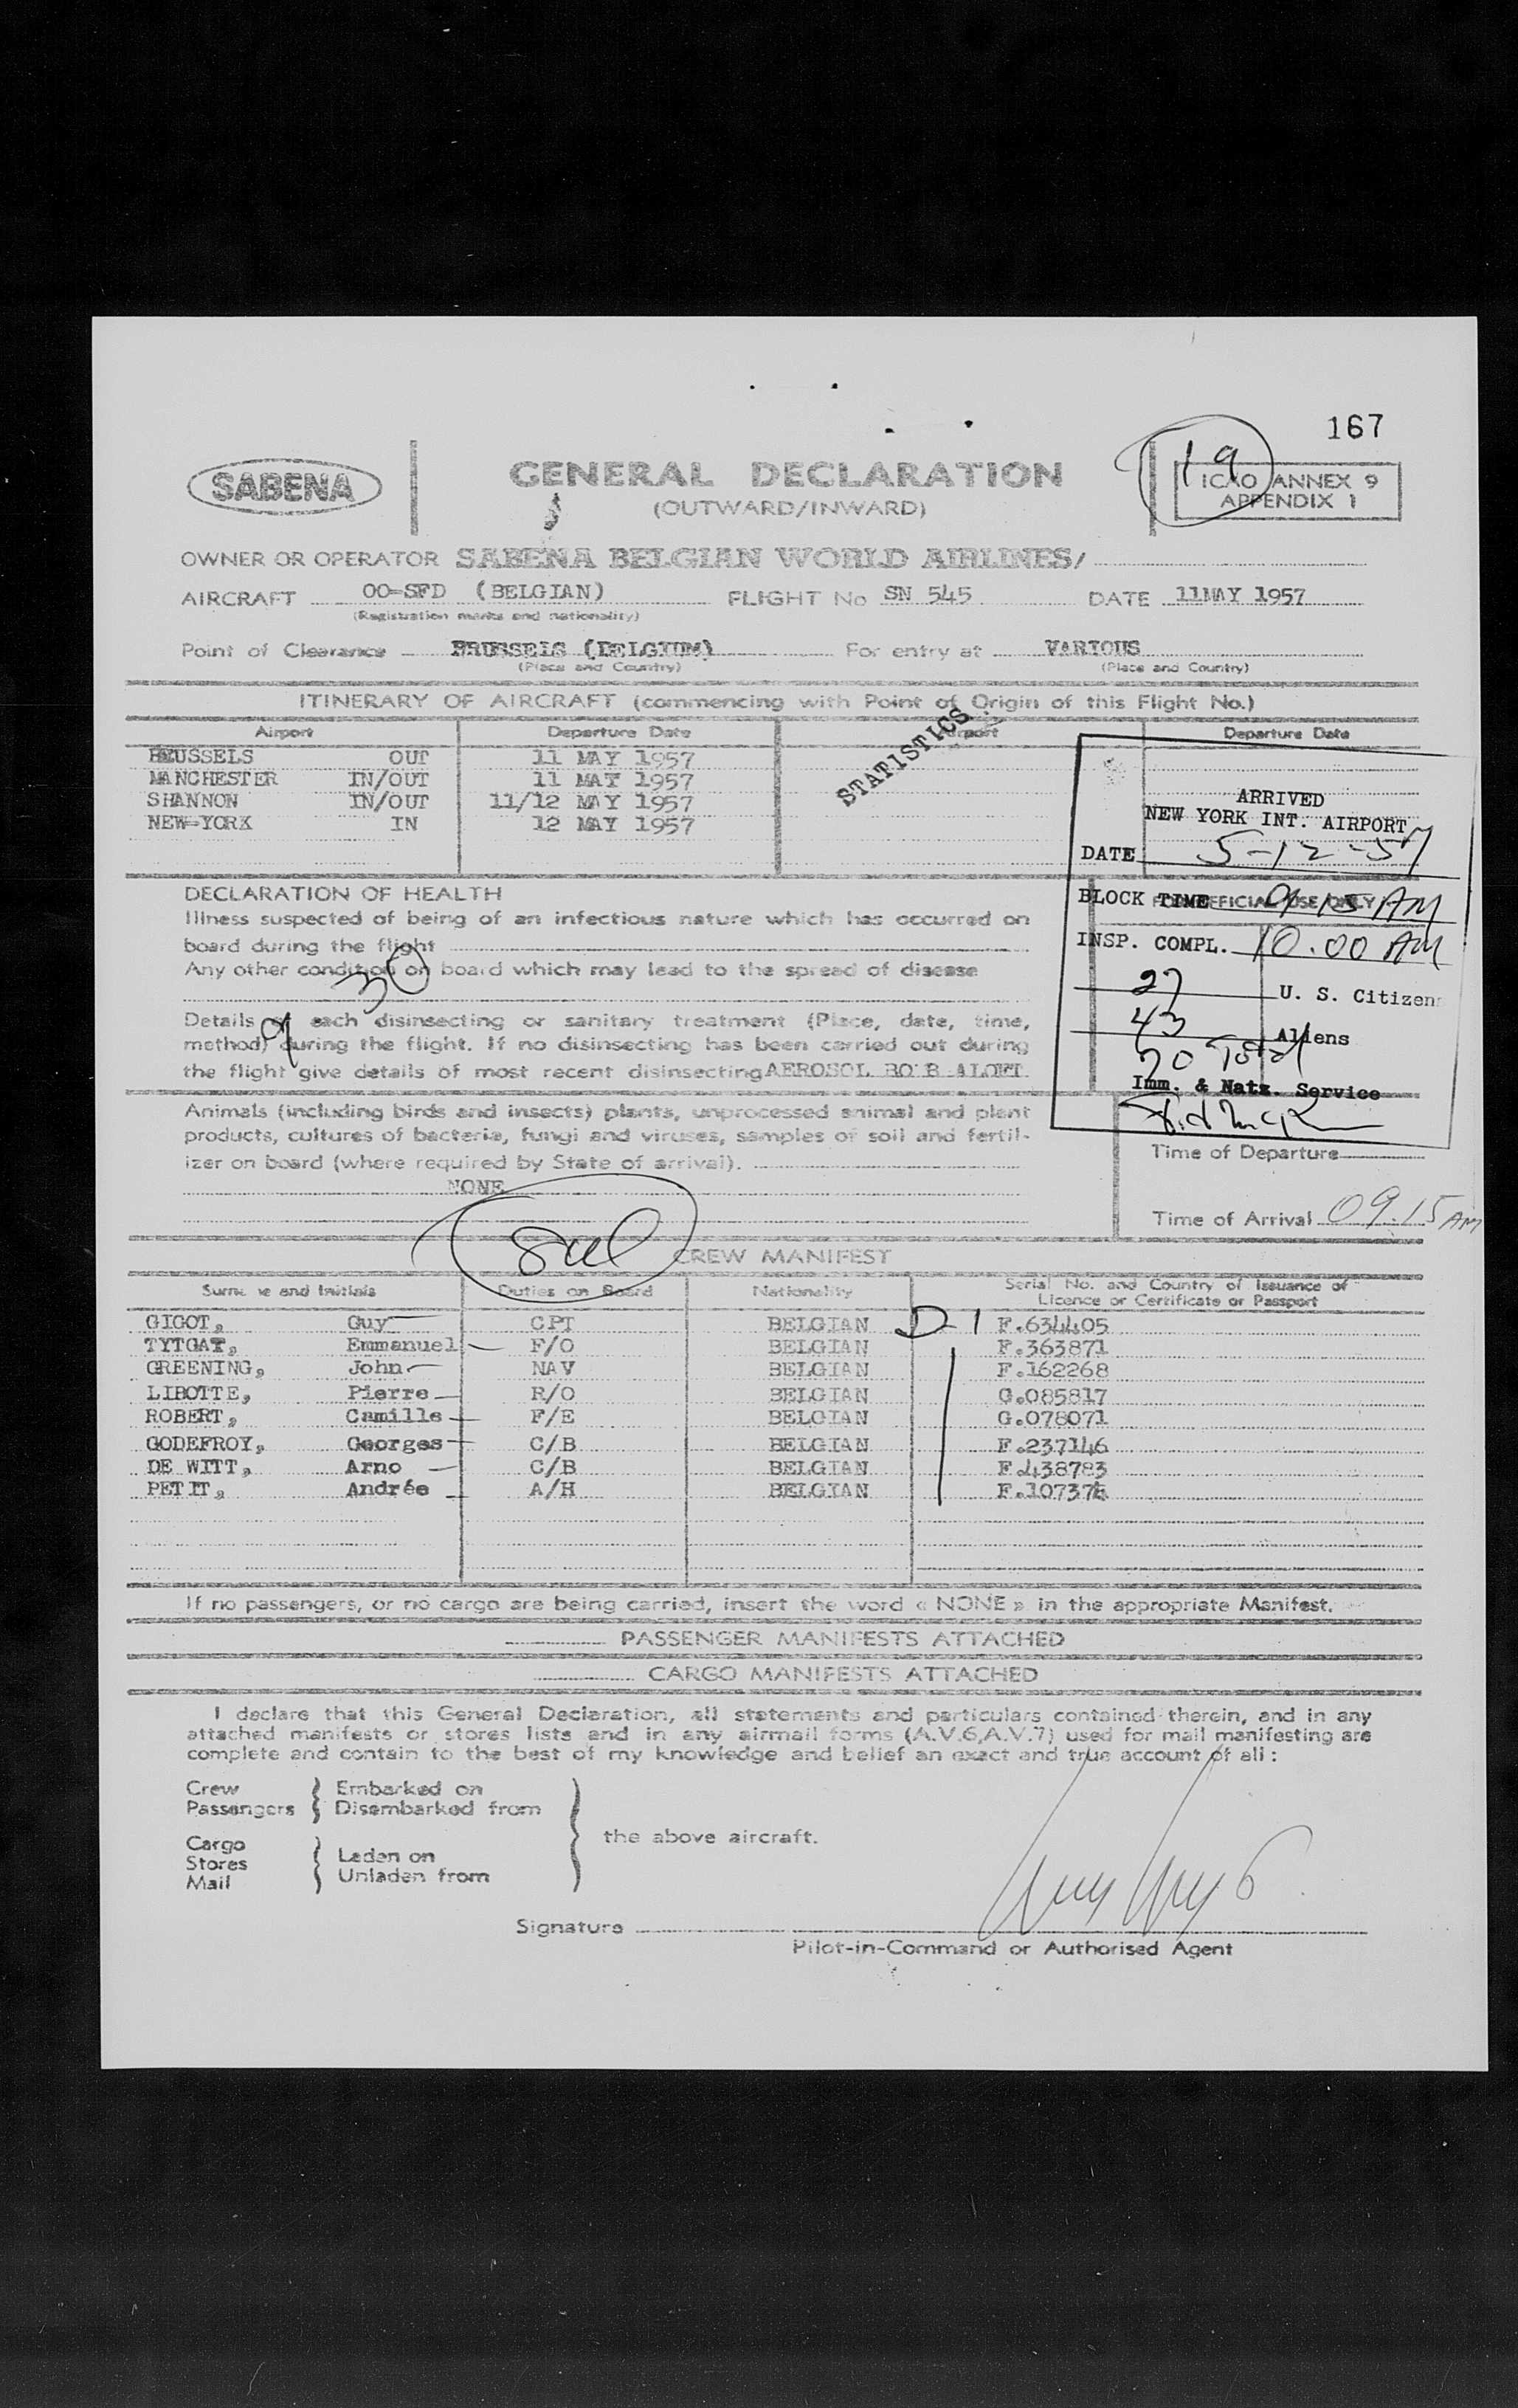 167
19
SABENA
GENERAL DECLARATION
(OUTWARD/INWARD)
ICAO ANNEX 9
APPENDIX 1
OWNER OR OPERATOR SABENA BELGIAN WORLD AIRLINES/
AIRCRAFT OO-SFD (BELGIAN) FLIGHT No SN 545 DATE 11MAY 1957
(Registration marks and nationality)
Point of Clearance BRUSSELS (BELGIUM) For entry at VARIOUS
(Place and Country) (Place and Country)
ITINERARY OF AIRCRAFT (commencing with Point of Origin of this Flight No.)
Airport Departure Date Airport Departure Date
STATISTICS
BRUSSELS OUT 11 MAY 1957
MANCHESTER IN/OUT 11 MAY 1957
SHANNON IN/OUT 11/12 MAY 1957
NEW-YORK IN 12 MAY 1957
ARRIVED
NEW YORK INT. AIRPORT
DATE 5-12-57
BLOCK TIME 9 15 AM
FOR OFFICIAL USE ONLY
INSP. COMPL. 10.00 AM
27 U. S. Citizens
43 Aliens
70 Total
Imm. & Natz. Service
DECLARATION OF HEALTH
Illness suspected of being of an infectious nature which has occurred on
board during the flight
Any other condition on board which may lead to the spread of disease
30
Details of each disinsecting or sanitary treatment (Place, date, time,
method) during the flight. If no disinsecting has been carried out during
the flight give details of most recent disinsecting AEROSOL BO B ALOFT
Animals (including birds and insects) plants, unprocessed animal and plant
products, cultures of bacteria, fungi and viruses, samples of soil and fertil-
izer on board (where required by State of arrival).
NONE
Time of Departure
Time of Arrival 09.15 AM
CREW MANIFEST
Surname and Initials Duties on Board Nationality Serial No. and Country of Issuance of
Licence or Certificate or Passport
GIGOT, Guy CPT BELGIAN D-1 F.634405
TYTGAT, Emmanuel F/O BELGIAN F.363871
GREENING, John NAV BELGIAN F.162268
LIBOTTE, Pierre R/O BELGIAN G.085817
ROBERT, Camille F/E BELGIAN G.078071
GODEFROY, Georges C/B BELGIAN F.237146
DE WITT, Arno C/B BELGIAN F.438783
PETIT, Andrée A/H BELGIAN
If no passengers, or no cargo are being carried, insert the word « NONE » in the appropriate Manifest.
PASSENGER MANIFESTS ATTACHED
CARGO MANIFESTS ATTACHED
I declare that this General Declaration, all statements and particulars contained therein, and in any
attached manifests or stores lists and in any airmail forms (A.V.6,A.V.7) used for mail manifesting are
complete and contain to the best of my knowledge and belief an exact and true account of all :
Crew Embarked on
Passengers Disembarked from
the above aircraft.
Cargo
Stores Laden on
Mail Unladen from
Signature
Pilot-in-Command or Authorised Agent